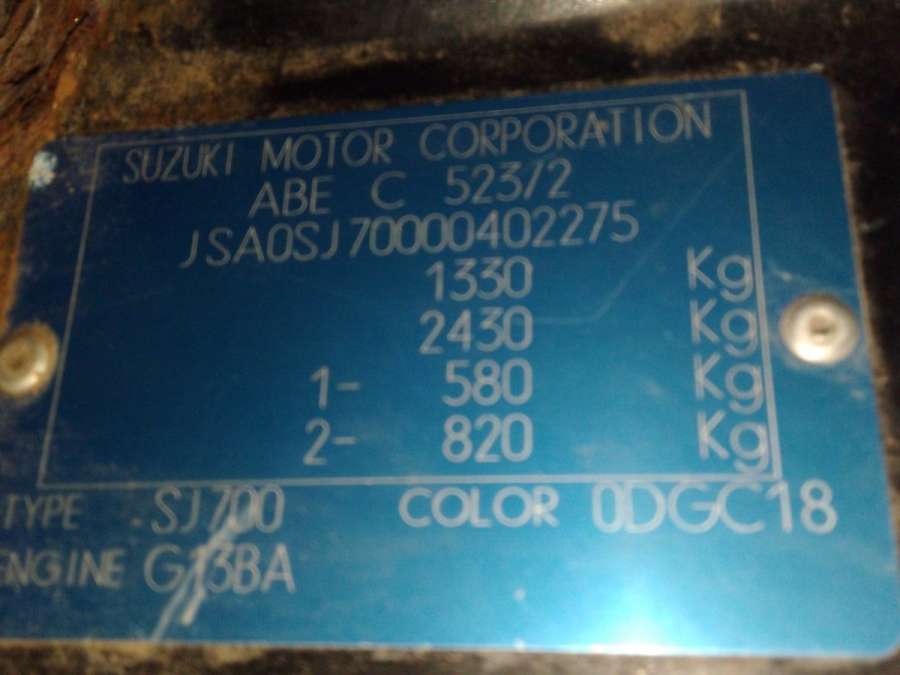 SUZUKI MOTOR CORPORATION
ABE C 523/2
JSA0SJ70000402275
1330 Kg
2430 Kg
1- 580 Kg
2- 820 Kg
TYPE SJ700 COLOR 0DGC18
ENGINE G13BA